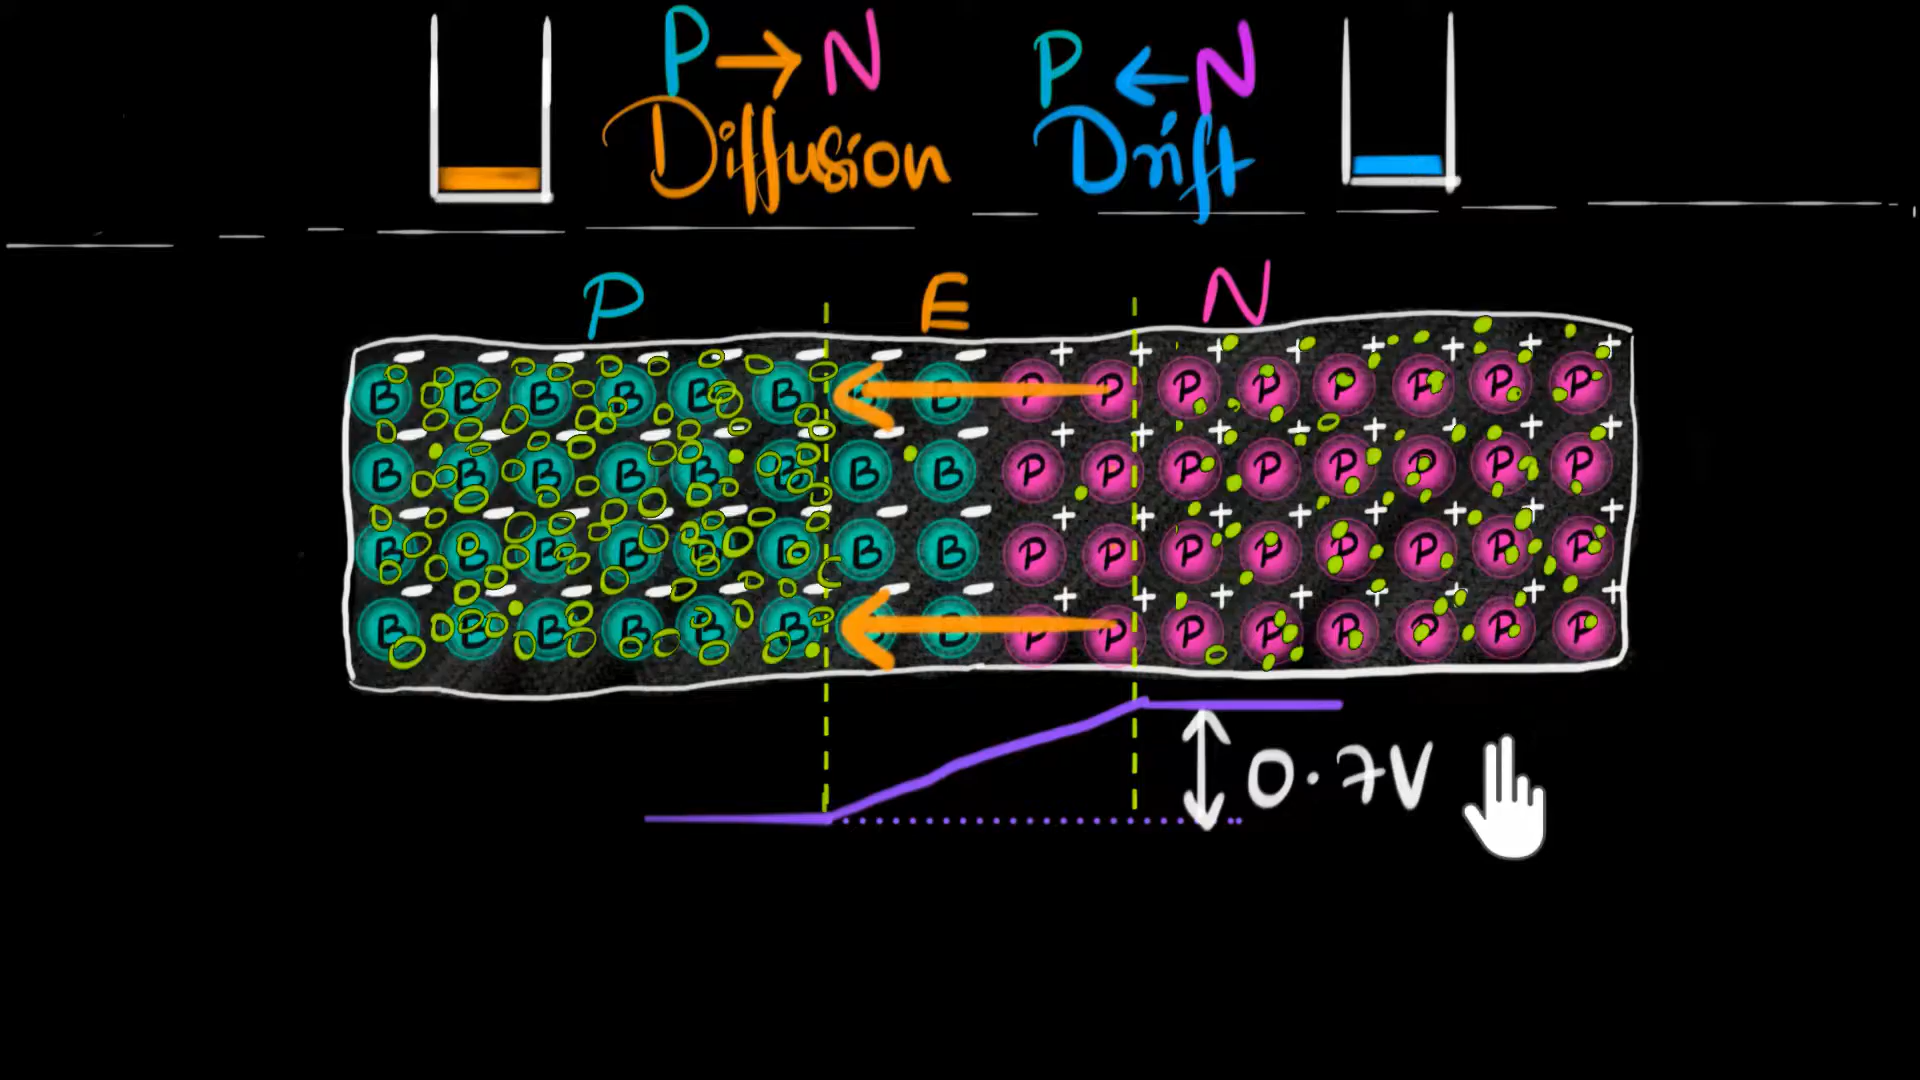 P → N
Diffusion
P ← N
Drift
P E N
- - - - - - - - + + + + + + + +
B B B B B B B B P P P P P P P P
- - - - - - - - + + + + + + + +
B B B B B B B B P P P P P P P P
- - - - - - - - + + + + + + + +
B B B B B B B B P P P P P P P P
- - - - - - - - + + + + + + + +
B B B B B B B B P P P P P P P P
0.7V